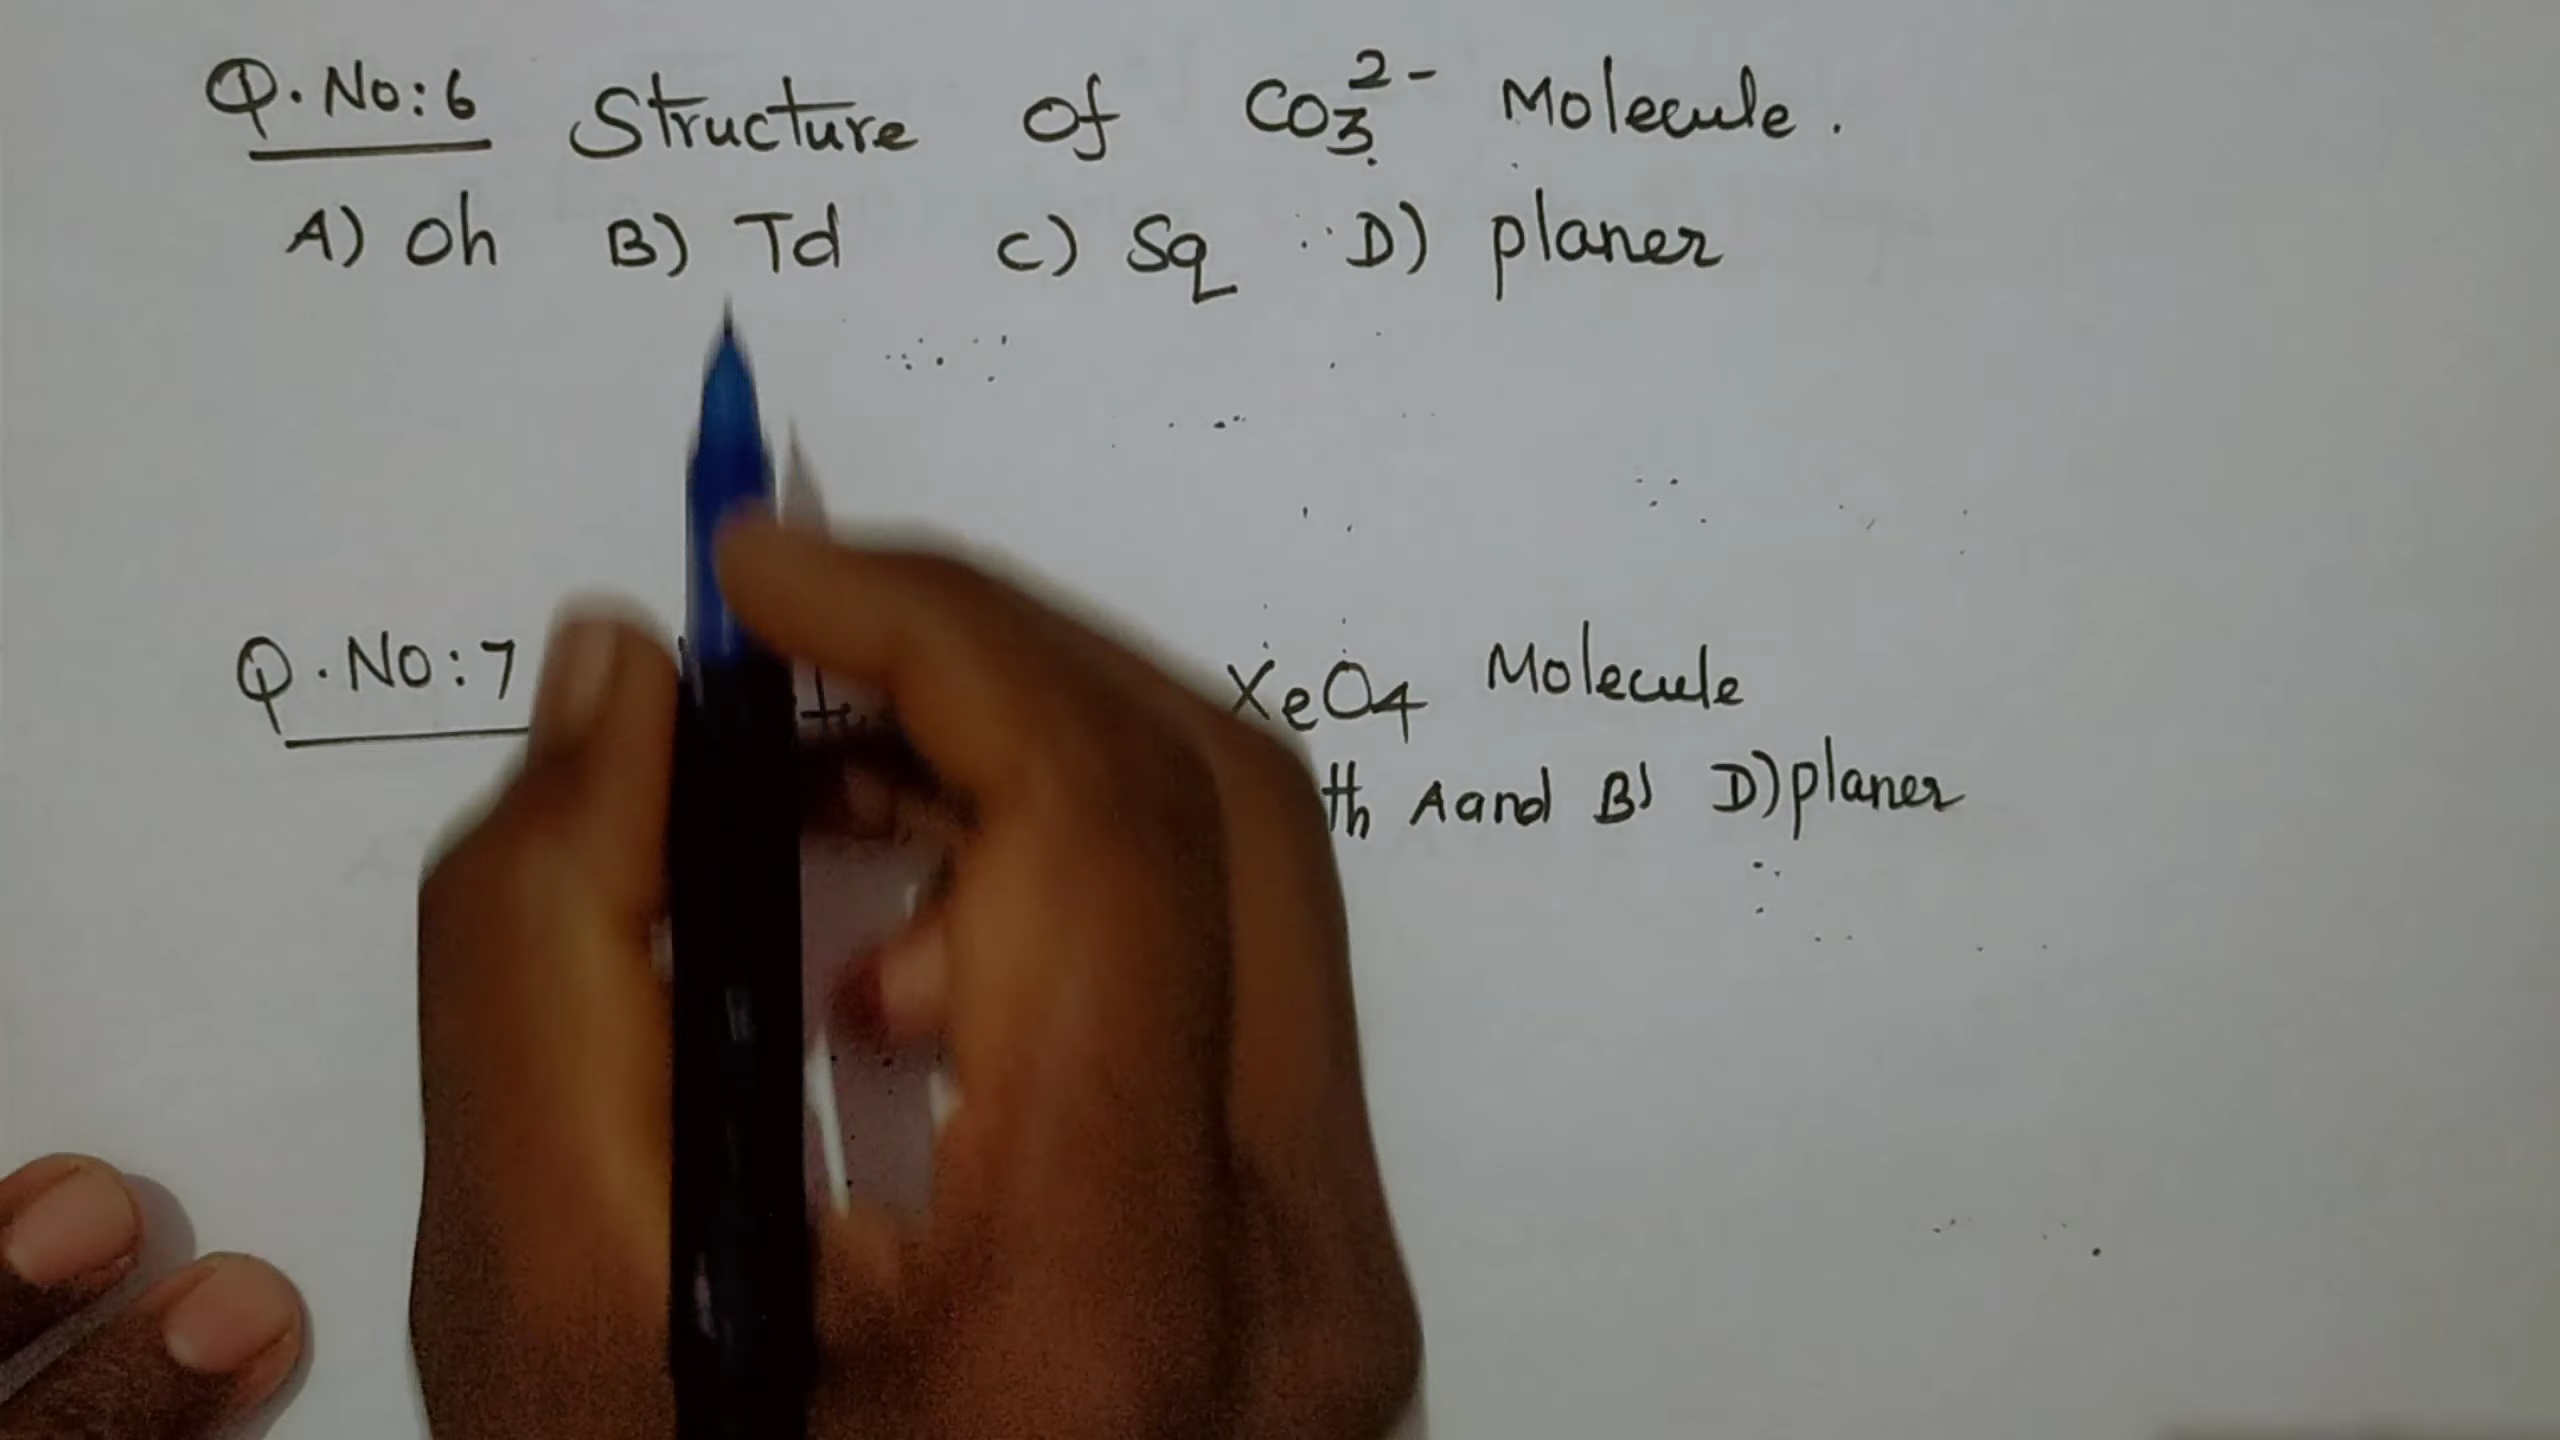 Q.No:6 Structure of CO3^2- Molecule.
A) Oh B) Td C) Sq D) planer
Q.No:7 XeO4 Molecule
th A and B) D) planer